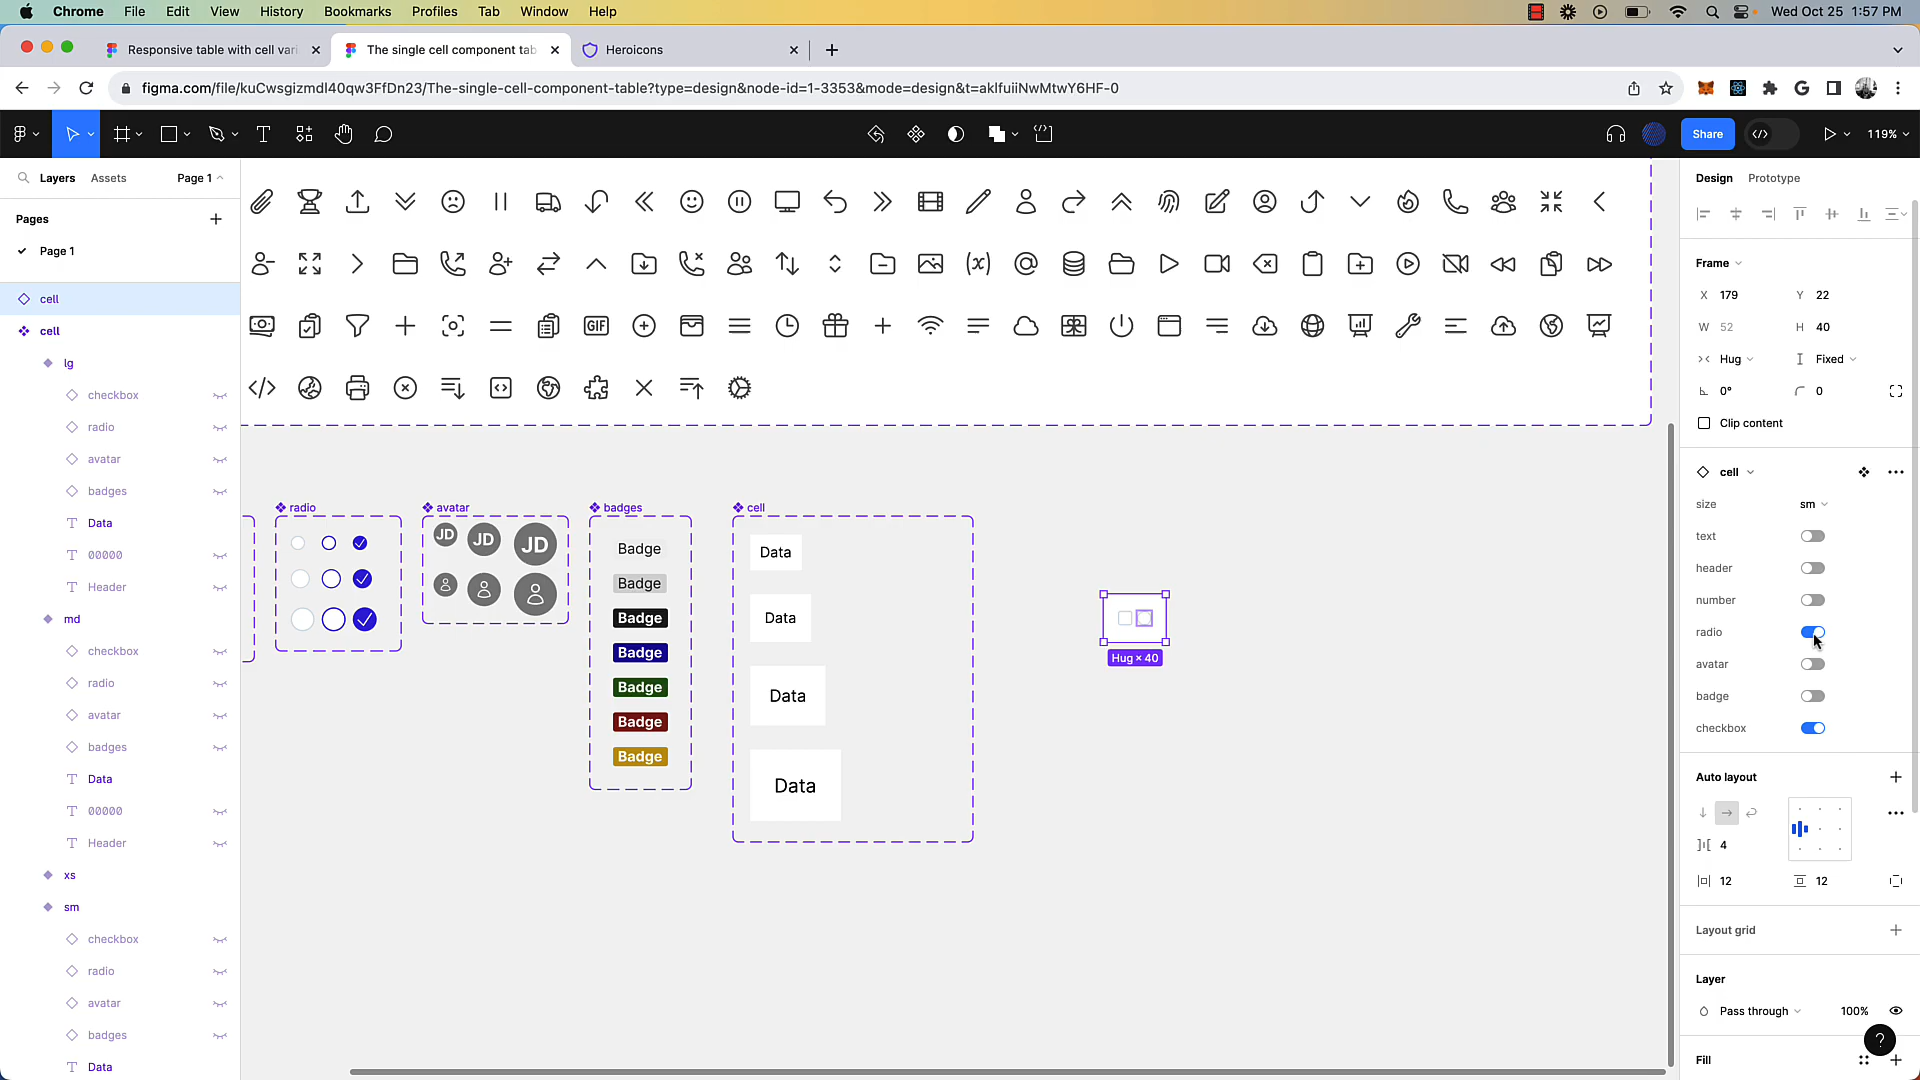 Chrome File Edit View History Bookmarks Profiles Tab Window Help
Wed Oct 25 1:57 PM
Responsive table with cell vari
The single cell component tab
Heroicons
figma.com/file/kuCwsgizmdl40qw3FfDn23/The-single-cell-component-table?type=design&node-id=1-3353&mode=design&t=aklfuiiNwMtwY6HF-0
Share
119%
Layers Assets Page 1
Pages
Page 1
cell
cell
lg
checkbox
radio
avatar
badges
Data
00000
Header
md
checkbox
radio
avatar
badges
Data
00000
Header
xs
sm
checkbox
radio
avatar
badges
Data
GIF
radio
avatar
JD JD JD
badges
Badge
Badge
Badge
Badge
Badge
Badge
Badge
cell
Data
Data
Data
Data
Hug × 40
Design Prototype
Frame
X 179 Y 22
W 52 H 40
Hug Fixed
0° 0
Clip content
cell
size sm
text
header
number
radio
avatar
badge
checkbox
Auto layout
4
12 12
Layout grid
Layer
Pass through 100%
?
Fill